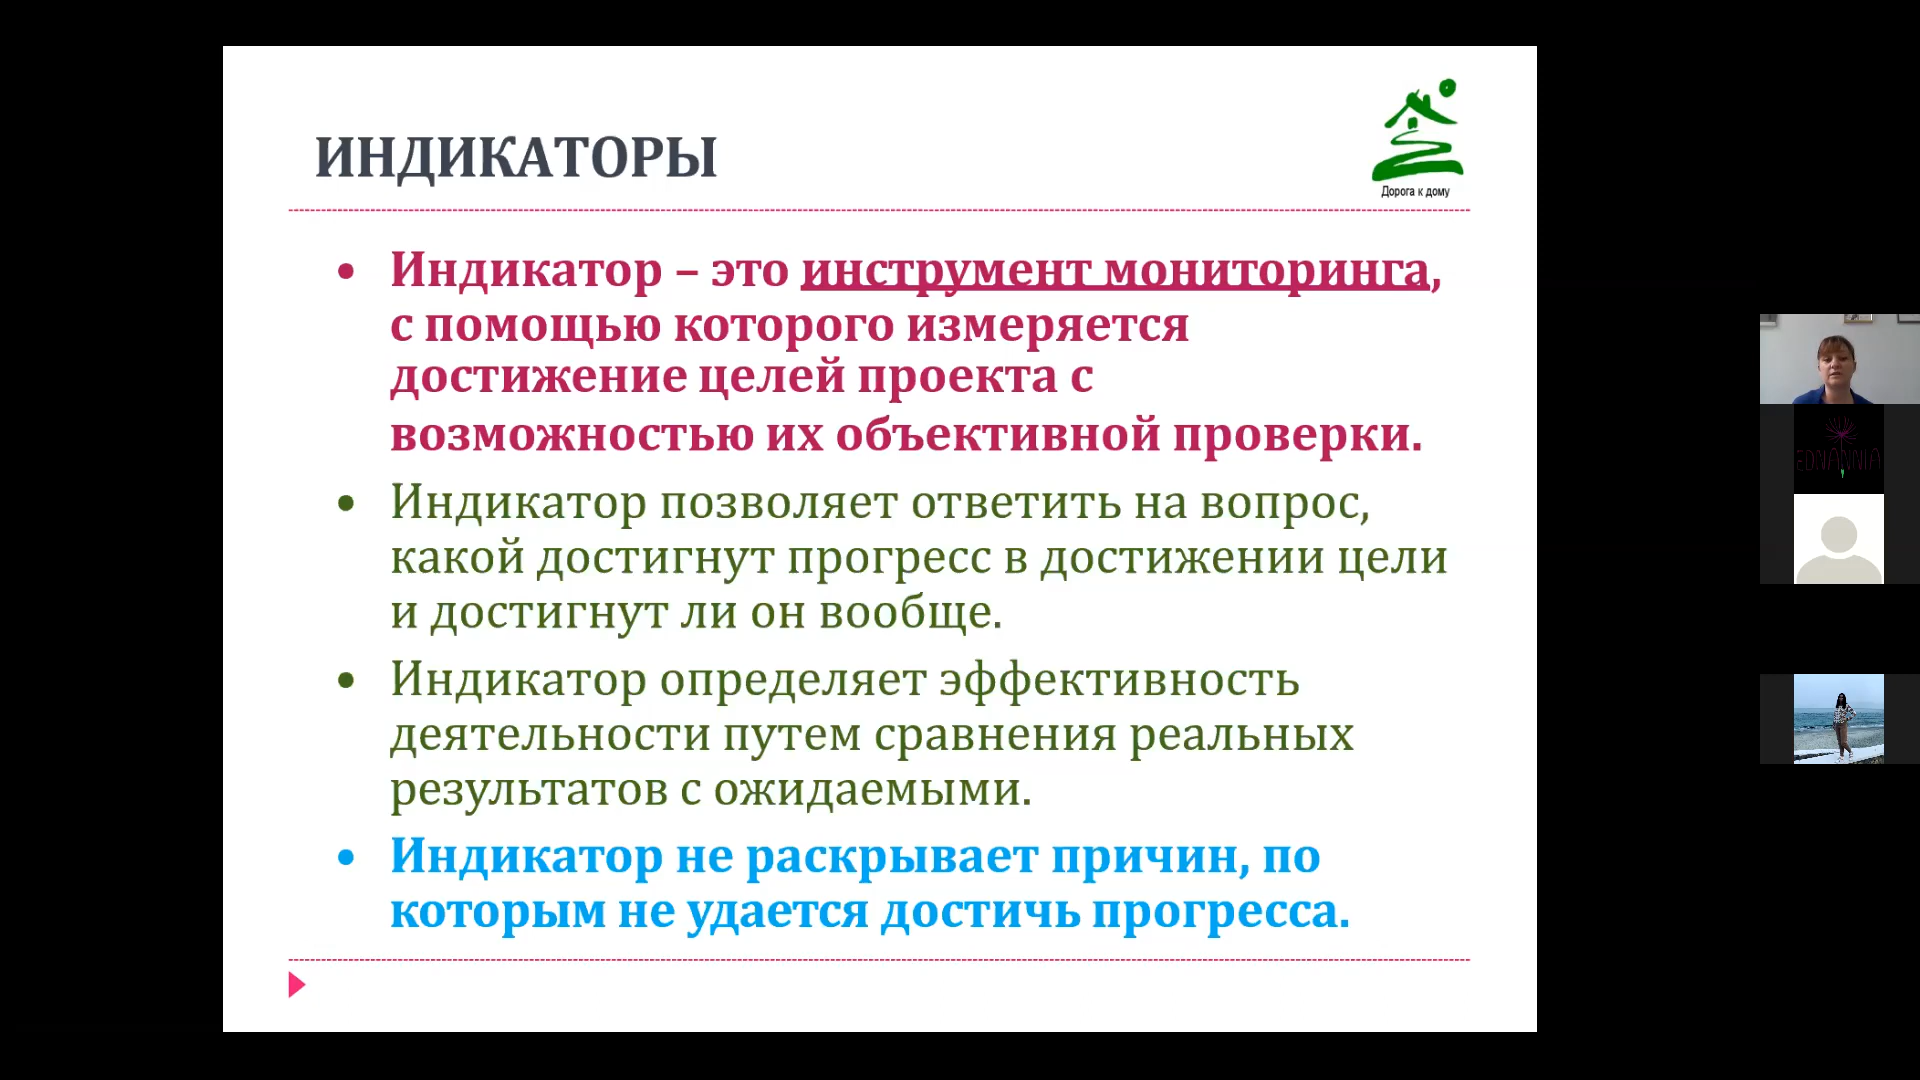 ИНДИКАТОРЫ
Дорога к дому
• Индикатор – это инструмент мониторинга,
с помощью которого измеряется
достижение целей проекта с
возможностью их объективной проверки.
• Индикатор позволяет ответить на вопрос,
какой достигнут прогресс в достижении цели
и достигнут ли он вообще.
• Индикатор определяет эффективность
деятельности путем сравнения реальных
результатов с ожидаемыми.
• Индикатор не раскрывает причин, по
которым не удается достичь прогресса.
EDNANNIA